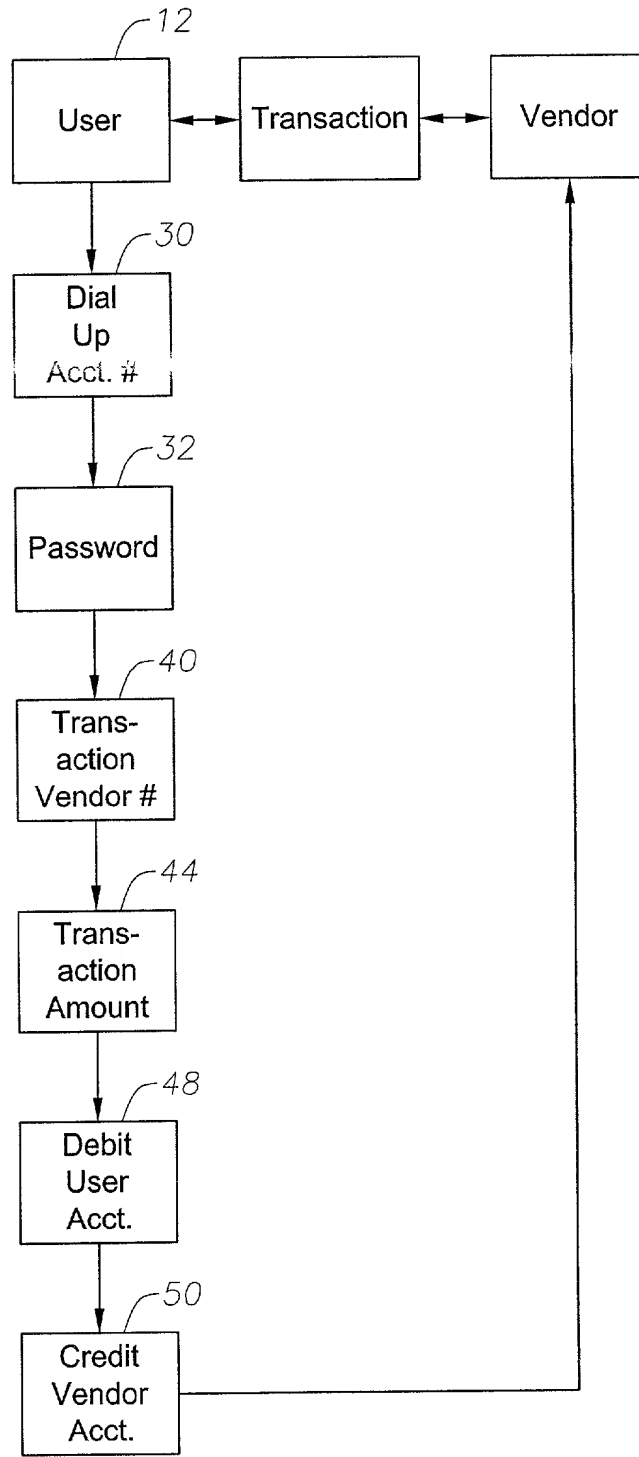 12
User
Transaction
Vendor
30
Dial
Up
Acct. #
32
Password
40
Trans-
action
Vendor #
44
Trans-
action
Amount
48
Debit
User
Acct.
50
Credit
Vendor
Acct.